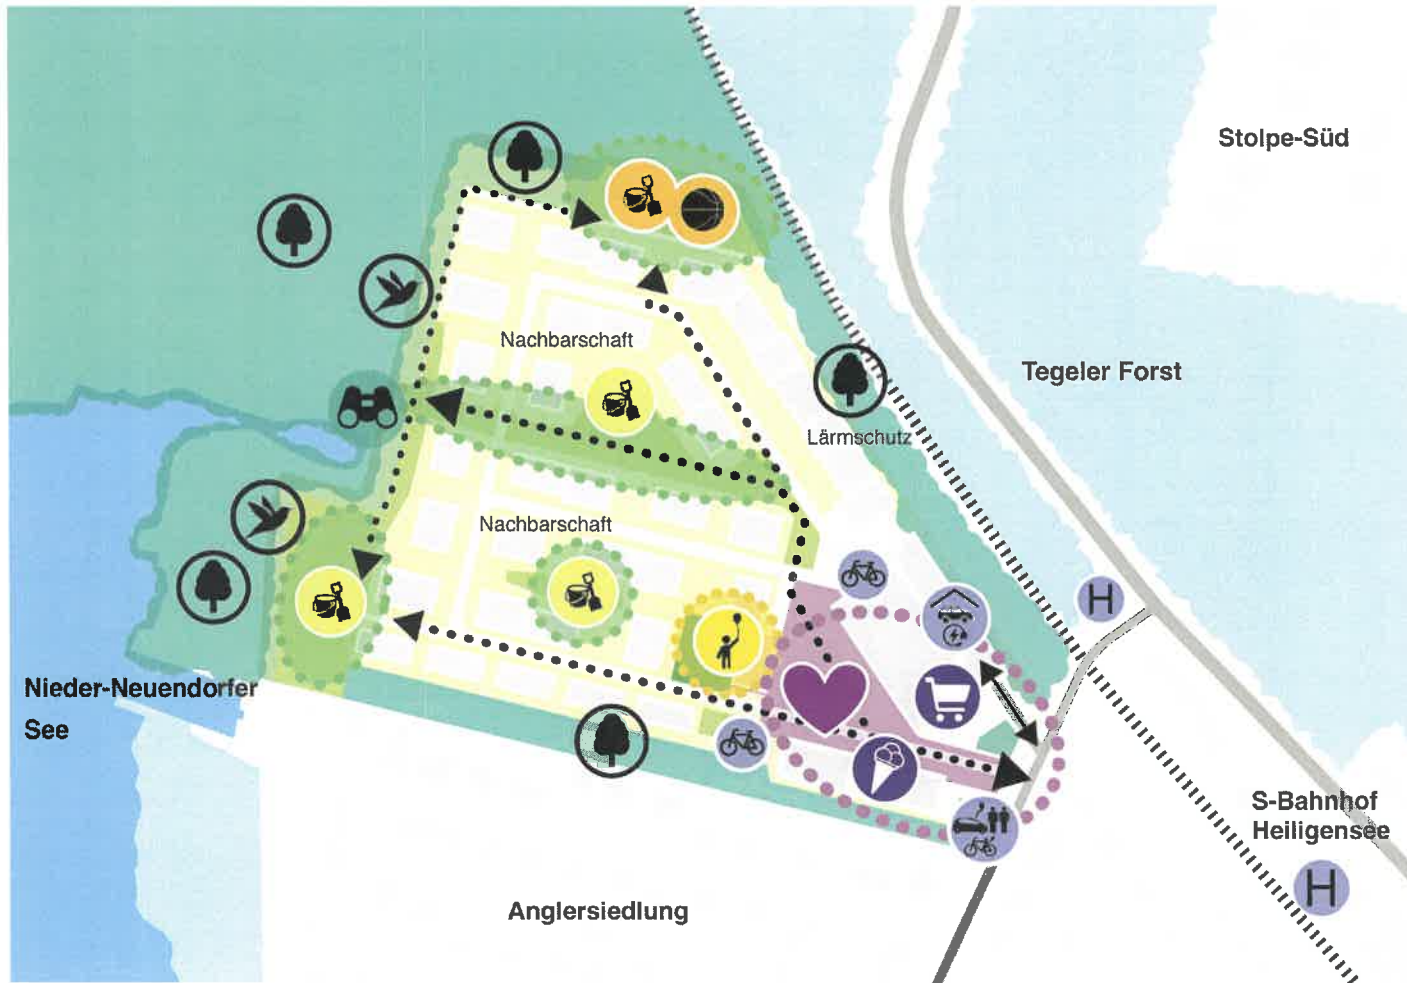 Stolpe-Süd
Nachbarschaft
Tegeler Forst
Lärmschutz
Nachbarschaft
H
Nieder-Neuendorfer
See
S-Bahnhof
Heiligensee
H
Anglersiedlung